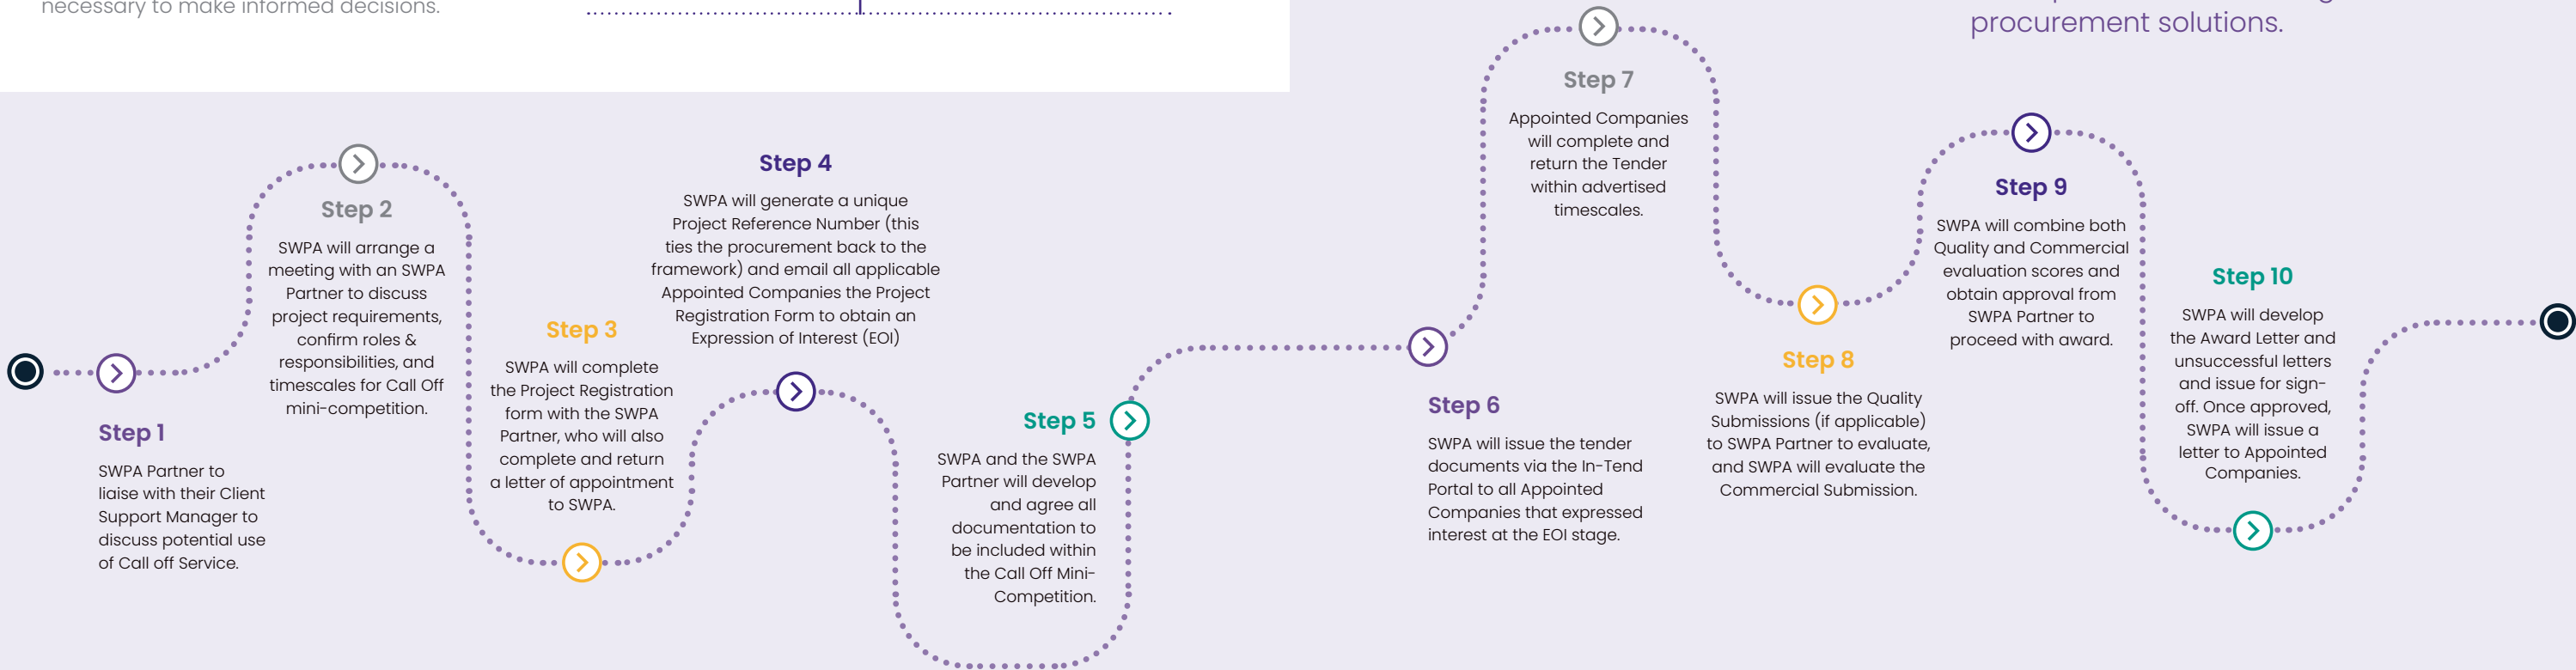 necessary to make informed decisions.
procurement solutions.
Step 1
SWPA Partner to
liaise with their Client
Support Manager to
discuss potential use
of Call off Service.
Step 2
SWPA will arrange a
meeting with an SWPA
Partner to discuss
project requirements,
confirm roles &
responsibilities, and
timescales for Call Off
mini-competition.
Step 3
SWPA will complete
the Project Registration
form with the SWPA
Partner, who will also
complete and return
a letter of appointment
to SWPA.
Step 4
SWPA will generate a unique
Project Reference Number (this
ties the procurement back to the
framework) and email all applicable
Appointed Companies the Project
Registration Form to obtain an
Expression of Interest (EOI)
Step 5
SWPA and the SWPA
Partner will develop
and agree all
documentation to
be included within
the Call Off Mini-
Competition.
Step 6
SWPA will issue the tender
documents via the In-Tend
Portal to all Appointed
Companies that expressed
interest at the EOI stage.
Step 7
Appointed Companies
will complete and
return the Tender
within advertised
timescales.
Step 8
SWPA will issue the Quality
Submissions (if applicable)
to SWPA Partner to evaluate,
and SWPA will evaluate the
Commercial Submission.
Step 9
SWPA will combine both
Quality and Commercial
evaluation scores and
obtain approval from
SWPA Partner to
proceed with award.
Step 10
SWPA will develop
the Award Letter and
unsuccessful letters
and issue for sign-
off. Once approved,
SWPA will issue a
letter to Appointed
Companies.